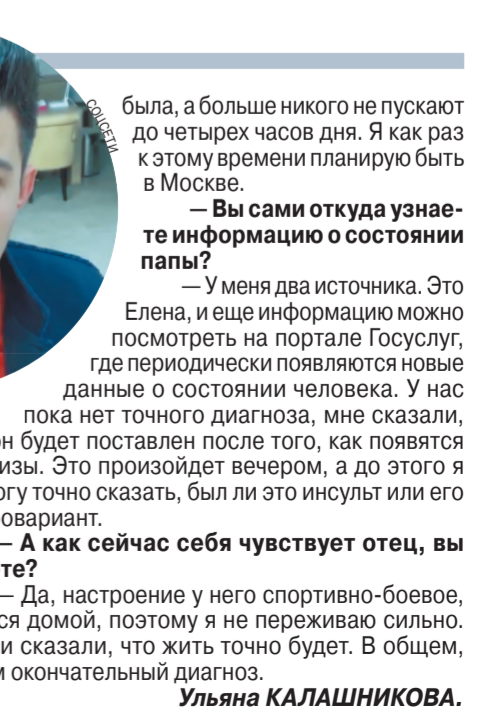 СОЦСЕТИ
была, а больше никого не пускают
до четырех часов дня. Я как раз
к этому времени планирую быть
в Москве.
— Вы сами откуда узнае-
те информацию о состоянии
папы?
— У меня два источника. Это
Елена, и еще информацию можно
посмотреть на портале Госуслуг,
где периодически появляются новые
данные о состоянии человека. У нас
пока нет точного диагноза, мне сказали,
он будет поставлен после того, как появятся
изы. Это произойдет вечером, а до этого я
огу точно сказать, был ли это инсульт или его
ровариант.
— А как сейчас себя чувствует отец, вы
те?
— Да, настроение у него спортивно-боевое,
ся домой, поэтому я не переживаю сильно.
и сказали, что жить точно будет. В общем,
м окончательный диагноз.
Ульяна КАЛАШНИКОВА.